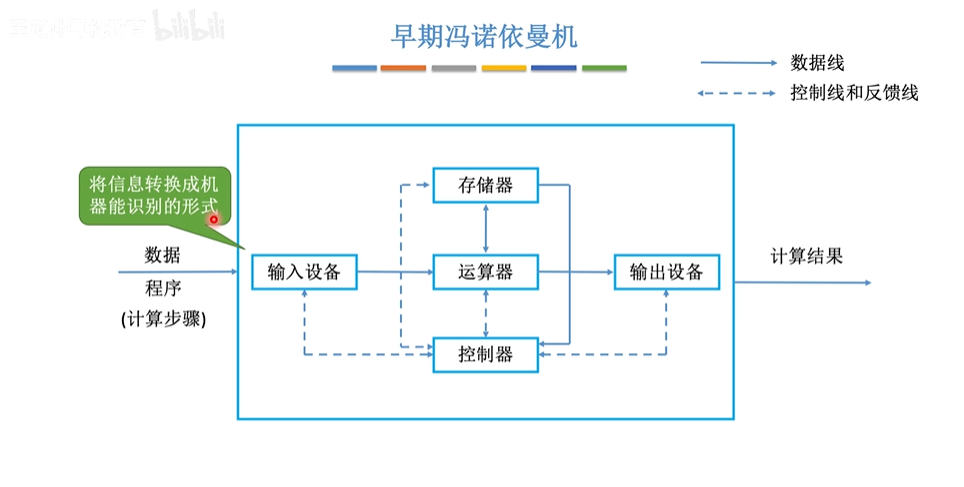 bilibili
早期冯诺依曼机
数据线
控制线和反馈线
将信息转换成机
器能识别的形式
存储器
数据
输入设备
运算器
输出设备
计算结果
程序
(计算步骤)
控制器